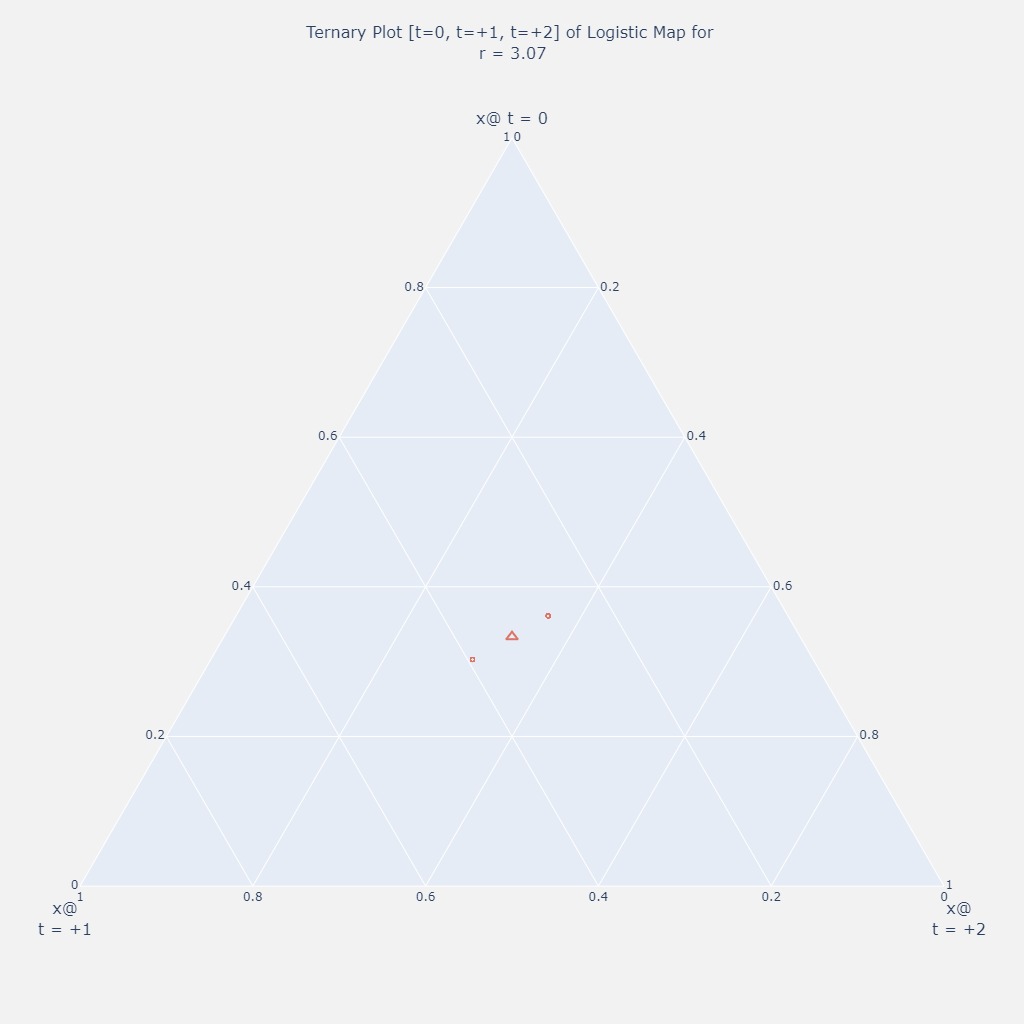 Ternary Plot [t=0, t=+1, t=+2] of Logistic Map for
r = 3.07
x@ t = 0
1 0
0.8 0.2
0.6 0.4
0.4 0.6
0.2 0.8
0 1
1 0.8 0.6 0.4 0.2 0
x@ x@
t = +1 t = +2